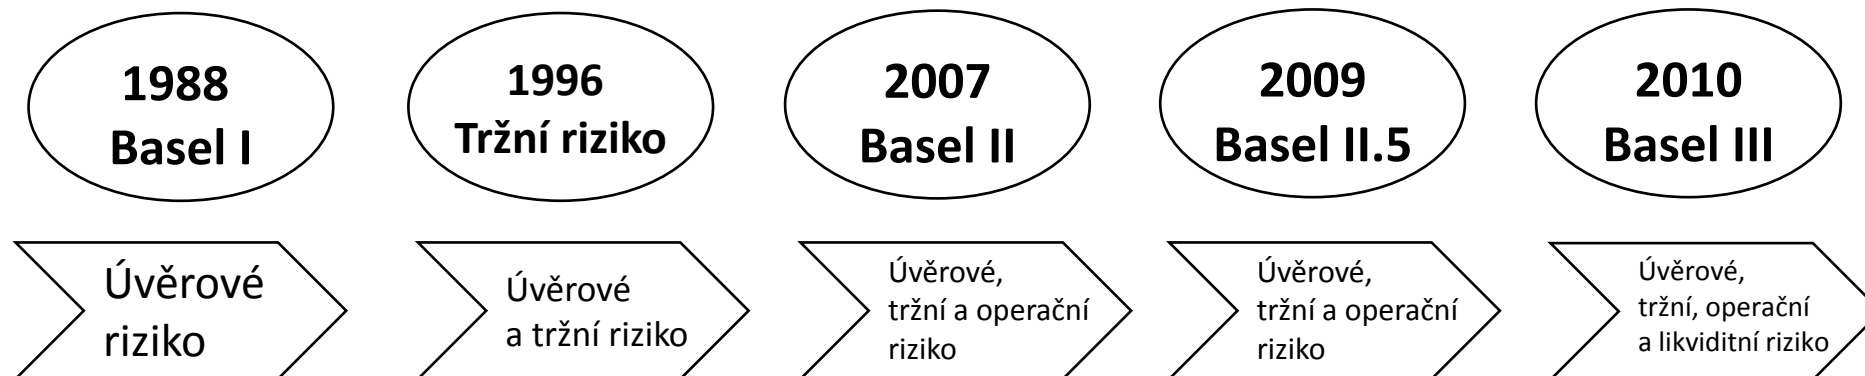 1988
Basel I
1996
Tržní riziko
2007
Basel II
2009
Basel II.5
2010
Basel III
Úvěrové
riziko
Úvěrové
a tržní riziko
Úvěrové,
tržní a operační
riziko
Úvěrové,
tržní a operační
riziko
Úvěrové,
tržní, operační
a likviditní riziko